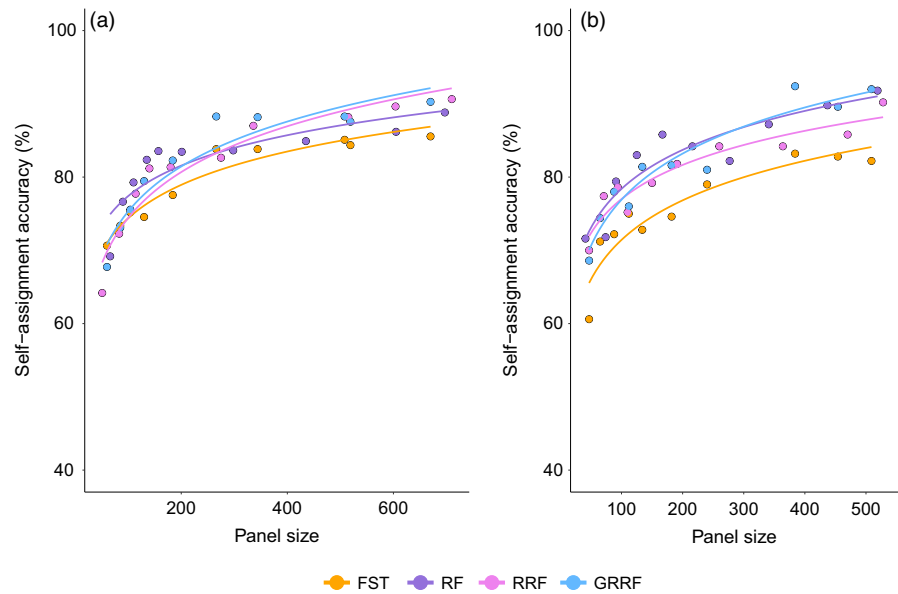 (a)
100
80
60
40
Self−assignment accuracy (%)
200 400 600
Panel size
(b)
100
80
60
40
Self−assignment accuracy (%)
100 200 300 400 500
Panel size
FST RF RRF GRRF